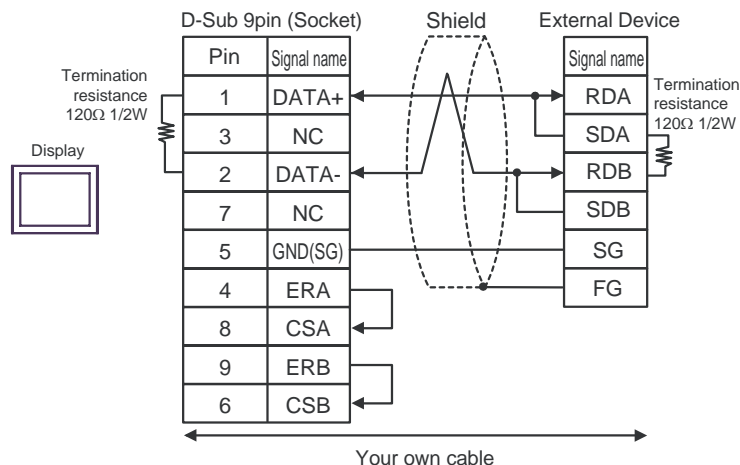 D-Sub 9pin (Socket)
Shield
External Device
Pin
Signal name
Signal name
Termination
resistance
120Ω 1/2W
1
DATA+
RDA
Termination
resistance
120Ω 1/2W
3
NC
SDA
Display
2
DATA-
RDB
7
NC
SDB
5
GND(SG)
SG
4
ERA
FG
8
CSA
9
ERB
6
CSB
Your own cable